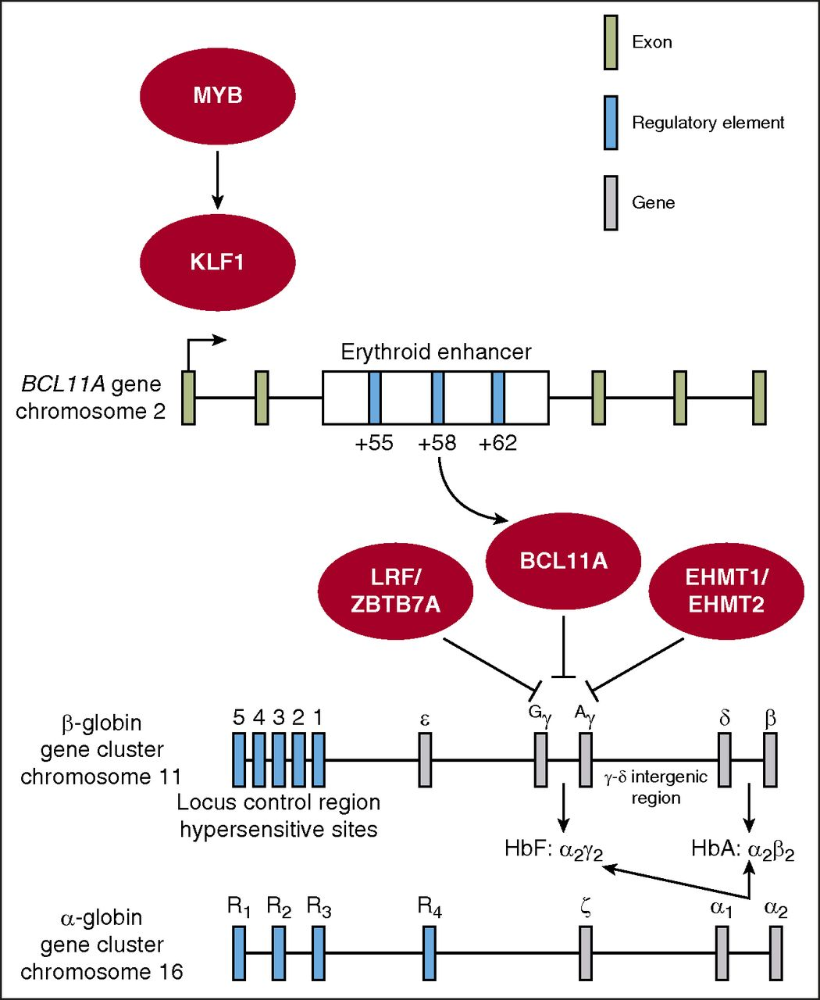 Exon
MYB
Regulatory element
Gene
KLF1
Erythroid enhancer
BCL11A gene
chromosome 2
+55 +58 +62
BCL11A
LRF/
ZBTB7A
EHMT1/
EHMT2
β-globin
gene cluster
chromosome 11
5 4 3 2 1 ε Gγ Aγ δ β
γ-δ intergenic
region
Locus control region
hypersensitive sites
HbF: α₂γ₂ HbA: α₂β₂
α-globin
gene cluster
chromosome 16
R₁ R₂ R₃ R₄ ζ α₁ α₂